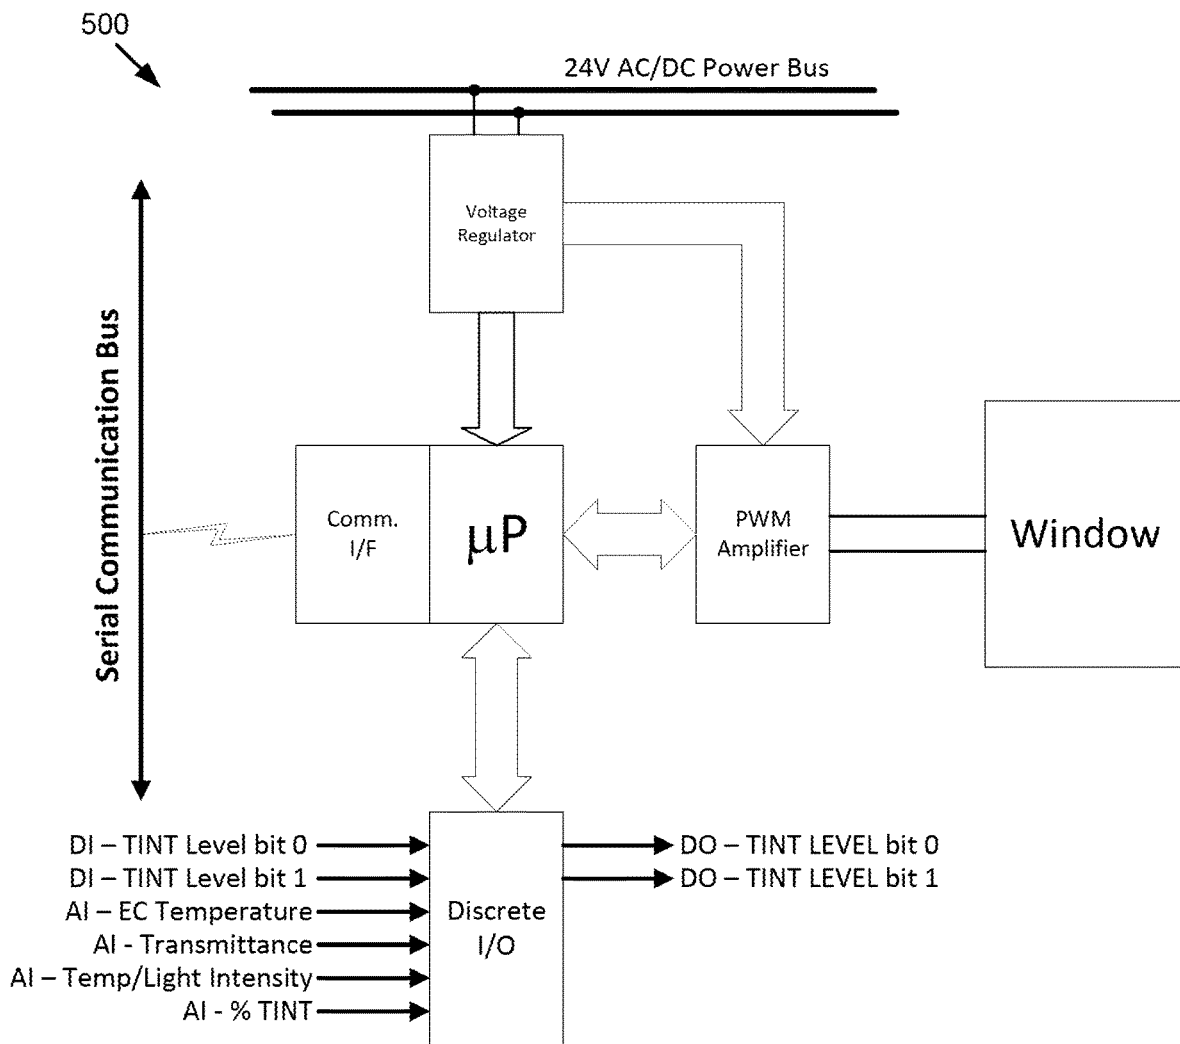 500
24V AC/DC Power Bus
Voltage
Regulator
Serial Communication Bus
Comm.
I/F
µP
PWM
Amplifier
Window
DI – TINT Level bit 0
DI – TINT Level bit 1
AI – EC Temperature
AI - Transmittance
AI – Temp/Light Intensity
AI - % TINT
Discrete
I/O
DO – TINT LEVEL bit 0
DO – TINT LEVEL bit 1